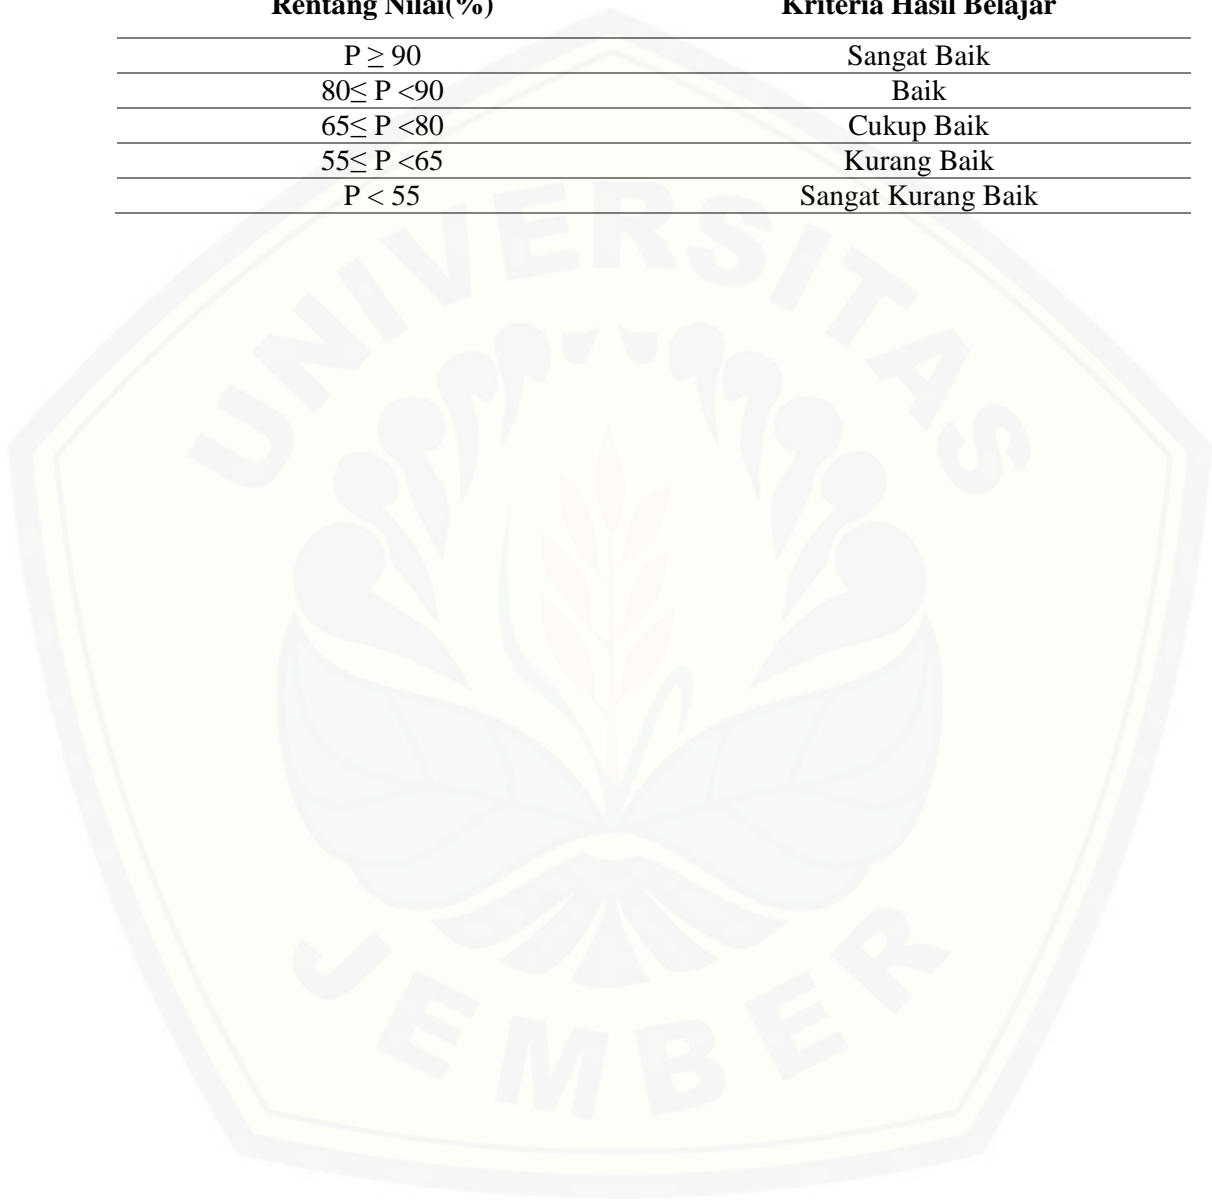 Rentang Nilai(%) Kriteria Hasil Belajar
P ≥ 90 Sangat Baik
80≤ P <90 Baik
65≤ P <80 Cukup Baik
55≤ P <65 Kurang Baik
P < 55 Sangat Kurang Baik
UNIVERSITAS
JEMBER